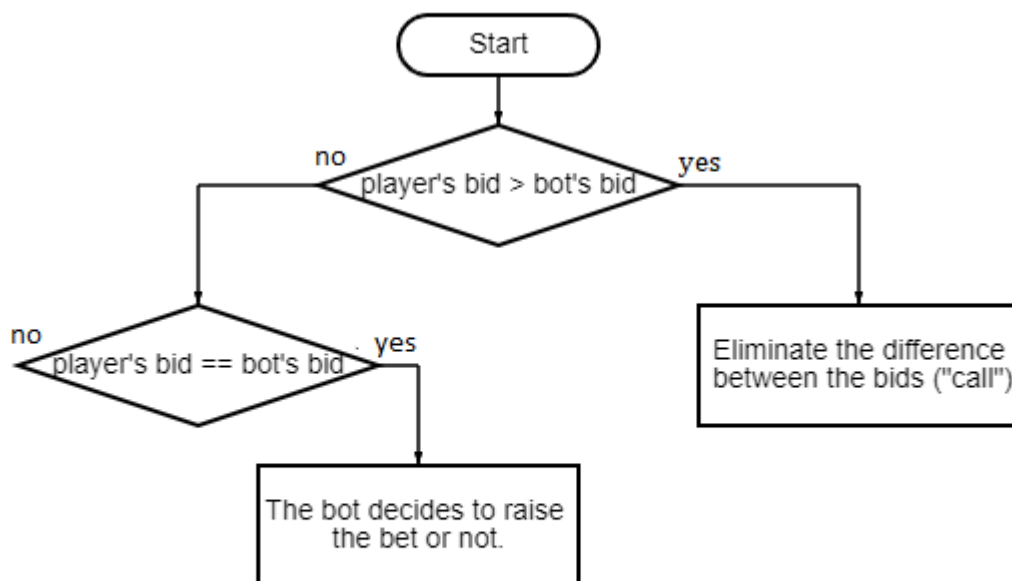 Start
no
yes
player's bid > bot's bid
no
yes
player's bid == bot's bid
Eliminate the difference
between the bids ("call")
The bot decides to raise
the bet or not.